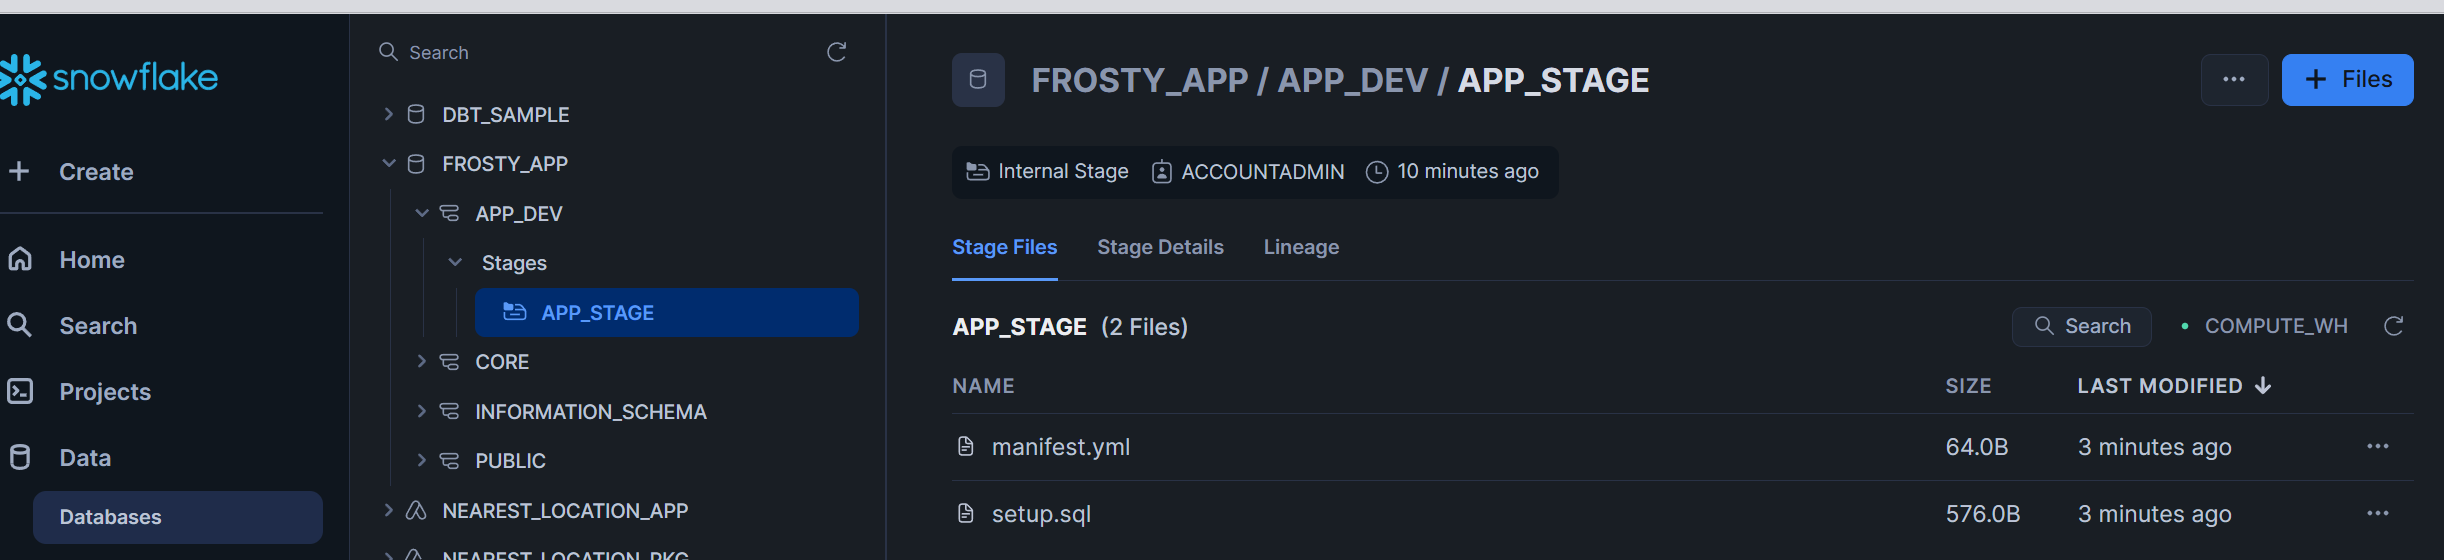 snowflake
Create
Home
Search
Projects
Data
Databases
Search
DBT_SAMPLE
FROSTY_APP
APP_DEV
Stages
APP_STAGE
CORE
INFORMATION_SCHEMA
PUBLIC
NEAREST_LOCATION_APP
NEAREST_LOCATION_PKG
FROSTY_APP / APP_DEV / APP_STAGE
... + Files
Internal Stage ACCOUNTADMIN 10 minutes ago
Stage Files Stage Details Lineage
APP_STAGE (2 Files) Search COMPUTE_WH
NAME SIZE LAST MODIFIED
manifest.yml 64.0B 3 minutes ago ...
setup.sql 576.0B 3 minutes ago ...